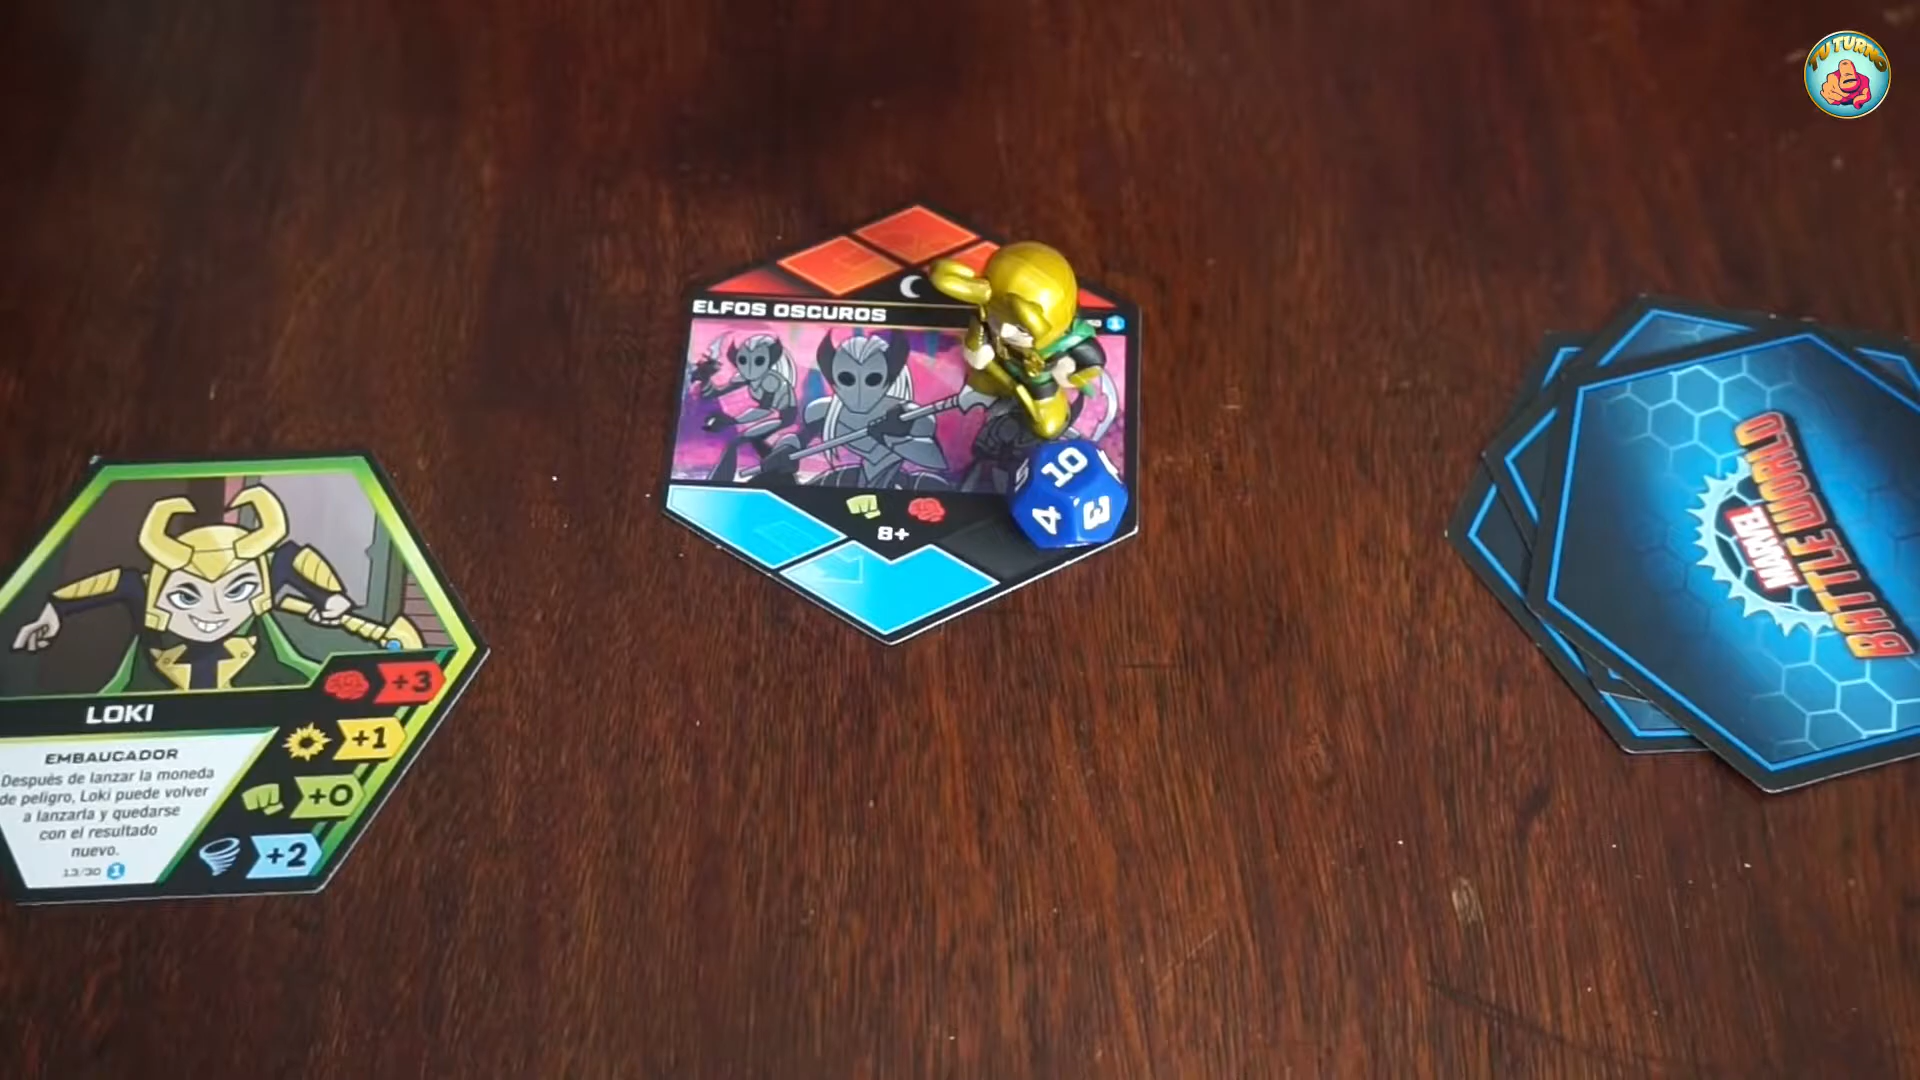 TU TURNO
ELFOS OSCUROS
8+
10
4
3
LOKI
+3
+1
+0
+2
EMBAUCADOR
Después de lanzar la moneda
de peligro, Loki puede volver
a lanzarla y quedarse
con el resultado
nuevo.
13/30 1
MARVEL
BATTLEWORLD